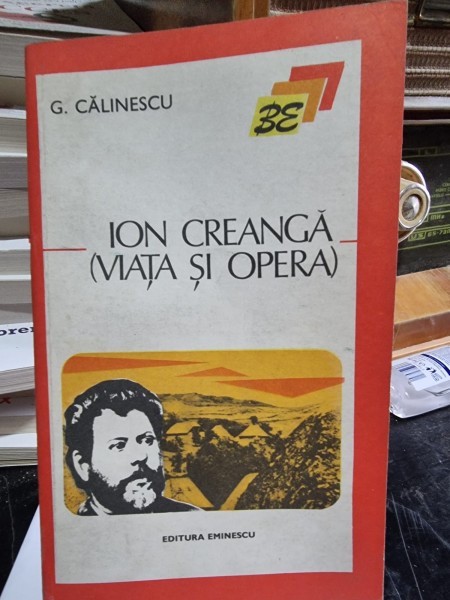 G. CĂLINESCU
BE
ION CREANGĂ
(VIAȚA ȘI OPERA)
EDITURA EMINESCU